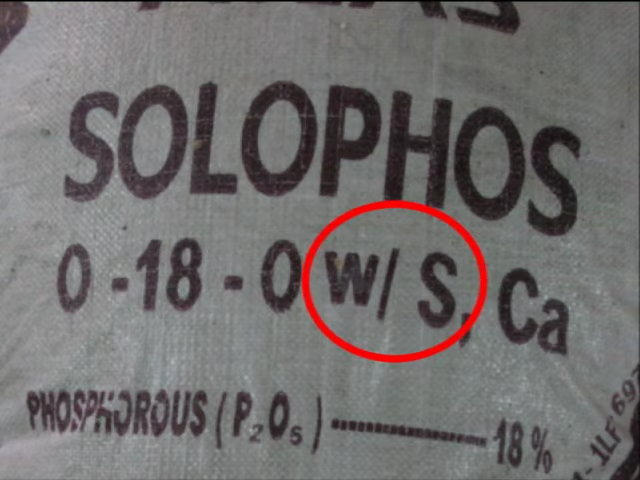 SOLOPHOS
0 - 18 - 0 W/ S, Ca
PHOSPHOROUS ( P₂O₅ ) ---------------- 18 %